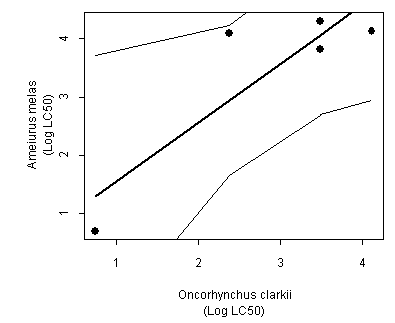 4
3
2
1
Ameiurus melas
(Log LC50)
1 2 3 4
Oncorhynchus clarkii
(Log LC50)